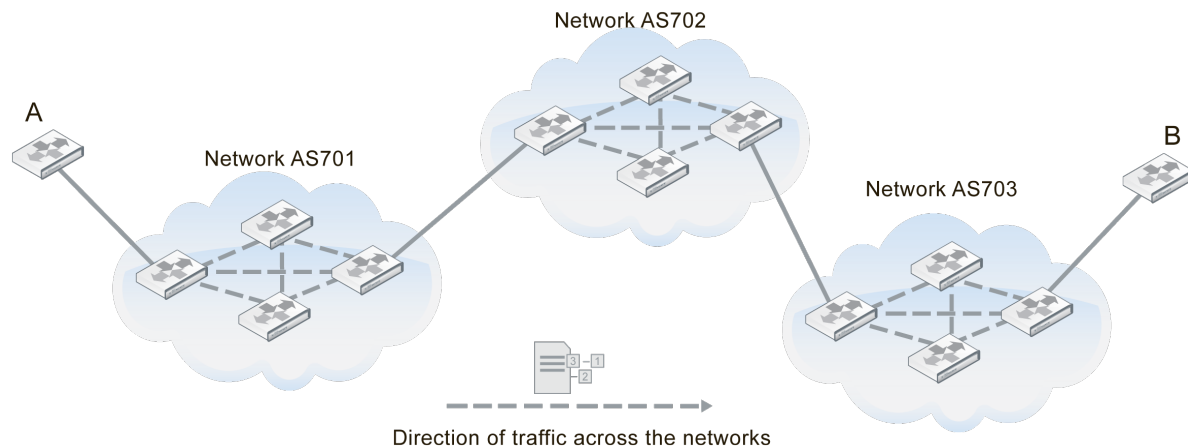 Network AS702
A
Network AS701
B
Network AS703
3
1
2
Direction of traffic across the networks